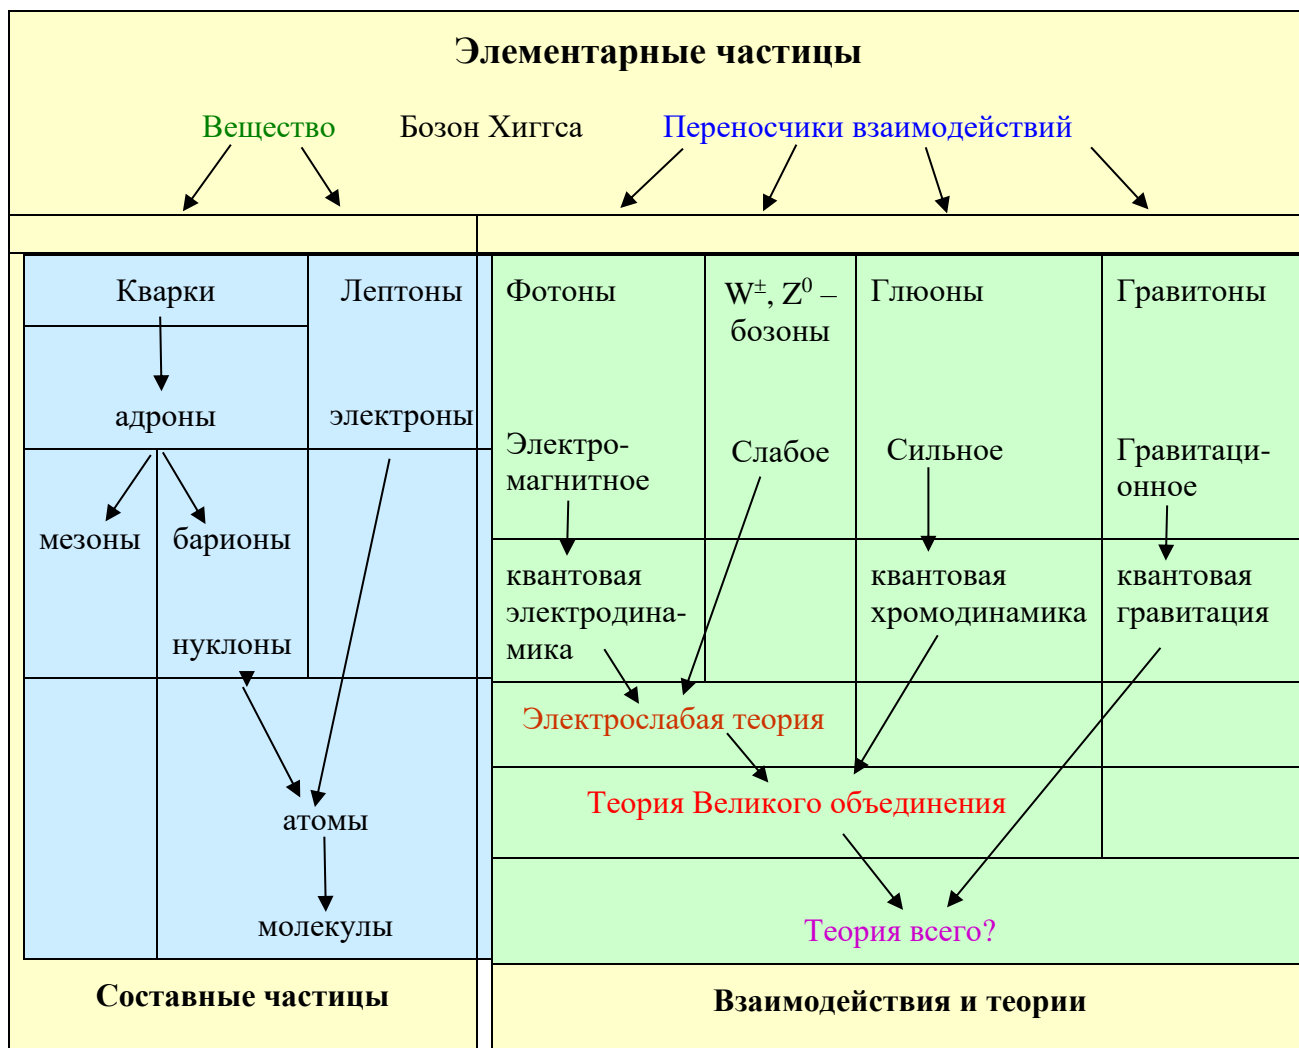 Элементарные частицы
Вещество
Бозон Хиггса
Переносчики взаимодействий
Кварки
Лептоны
Фотоны
W±, Z⁰ –
бозоны
Глюоны
Гравитоны
адроны
электроны
Электро-
магнитное
Слабое
Сильное
Гравитаци-
онное
мезоны
барионы
квантовая
электродина-
мика
квантовая
хромодинамика
квантовая
гравитация
нуклоны
Электрослабая теория
Теория Великого объединения
атомы
молекулы
Теория всего?
Составные частицы
Взаимодействия и теории